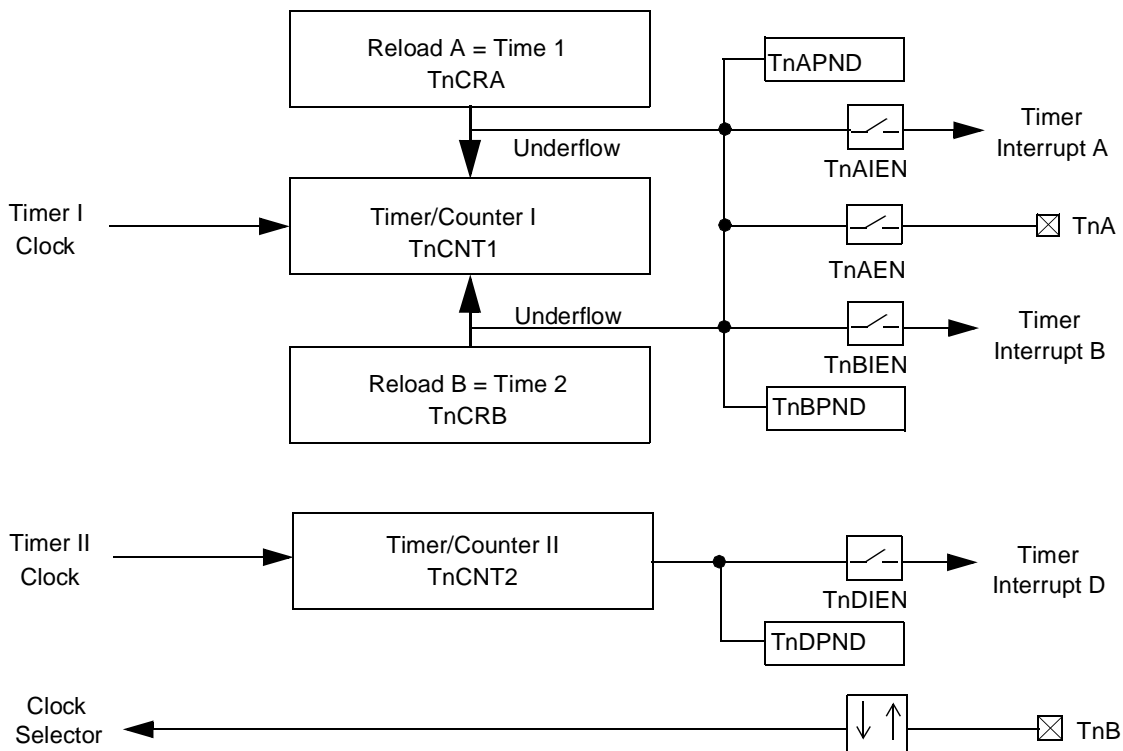 Reload A = Time 1
TnCRA
TnAPND
Underflow
Timer
Interrupt A
TnAIEN
Timer I
Clock
Timer/Counter I
TnCNT1
TnA
TnAEN
Underflow
Timer
Interrupt B
TnBIEN
Reload B = Time 2
TnCRB
TnBPND
Timer II
Clock
Timer/Counter II
TnCNT2
Timer
Interrupt D
TnDIEN
TnDPND
Clock
Selector
TnB